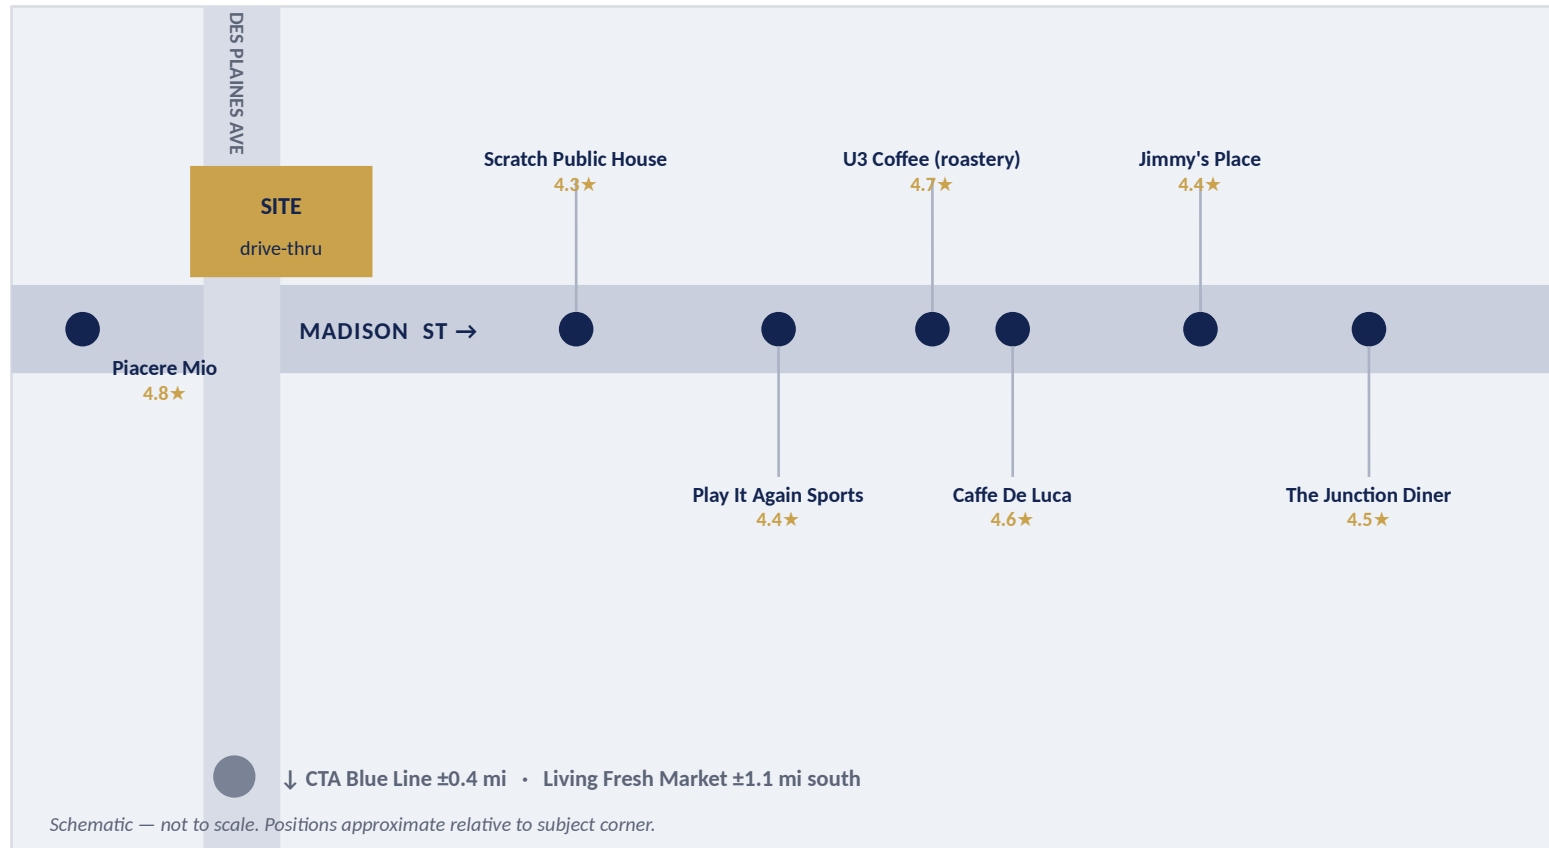 DES PLAINES AVE
Scratch Public House
4.3★
U3 Coffee (roastery)
4.7★
Jimmy's Place
4.4★
SITE
drive-thru
MADISON ST →
Piacere Mio
4.8★
Play It Again Sports
4.4★
Caffe De Luca
4.6★
The Junction Diner
4.5★
↓ CTA Blue Line ±0.4 mi · Living Fresh Market ±1.1 mi south
Schematic — not to scale. Positions approximate relative to subject corner.